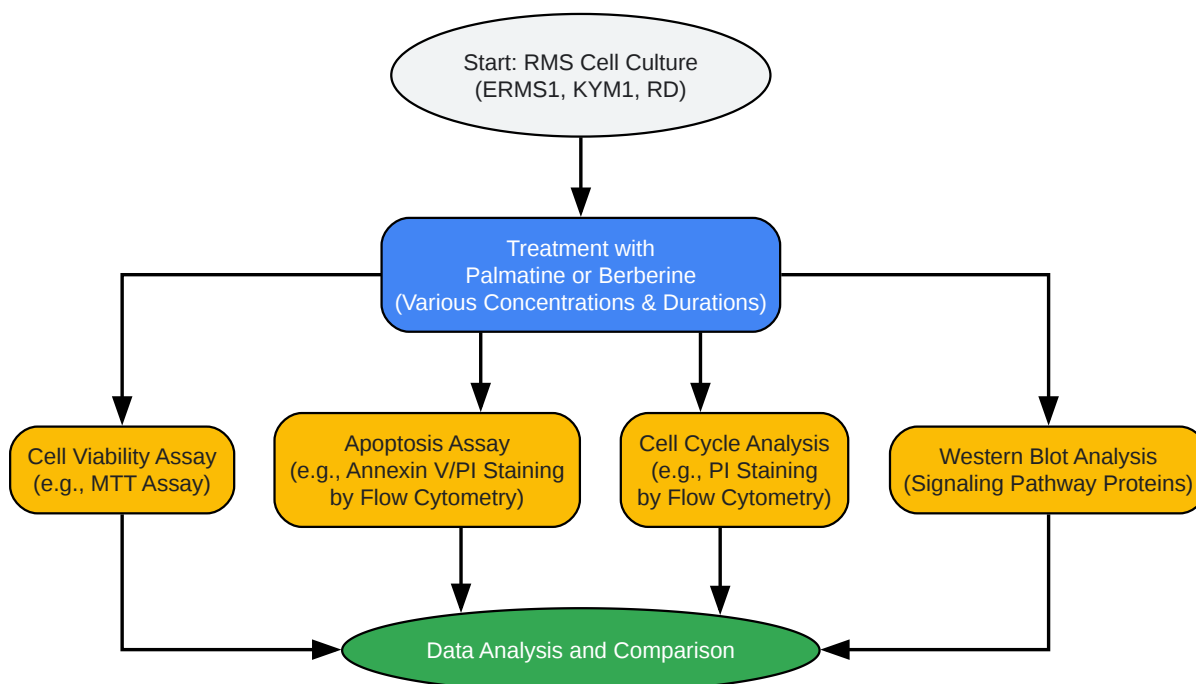 Start: RMS Cell Culture
(ERMS1, KYM1, RD)
Treatment with
Palmatine or Berberine
(Various Concentrations & Durations)
Cell Viability Assay
(e.g., MTT Assay)
Apoptosis Assay
(e.g., Annexin V/PI Staining
by Flow Cytometry)
Cell Cycle Analysis
(e.g., PI Staining
by Flow Cytometry)
Western Blot Analysis
(Signaling Pathway Proteins)
Data Analysis and Comparison